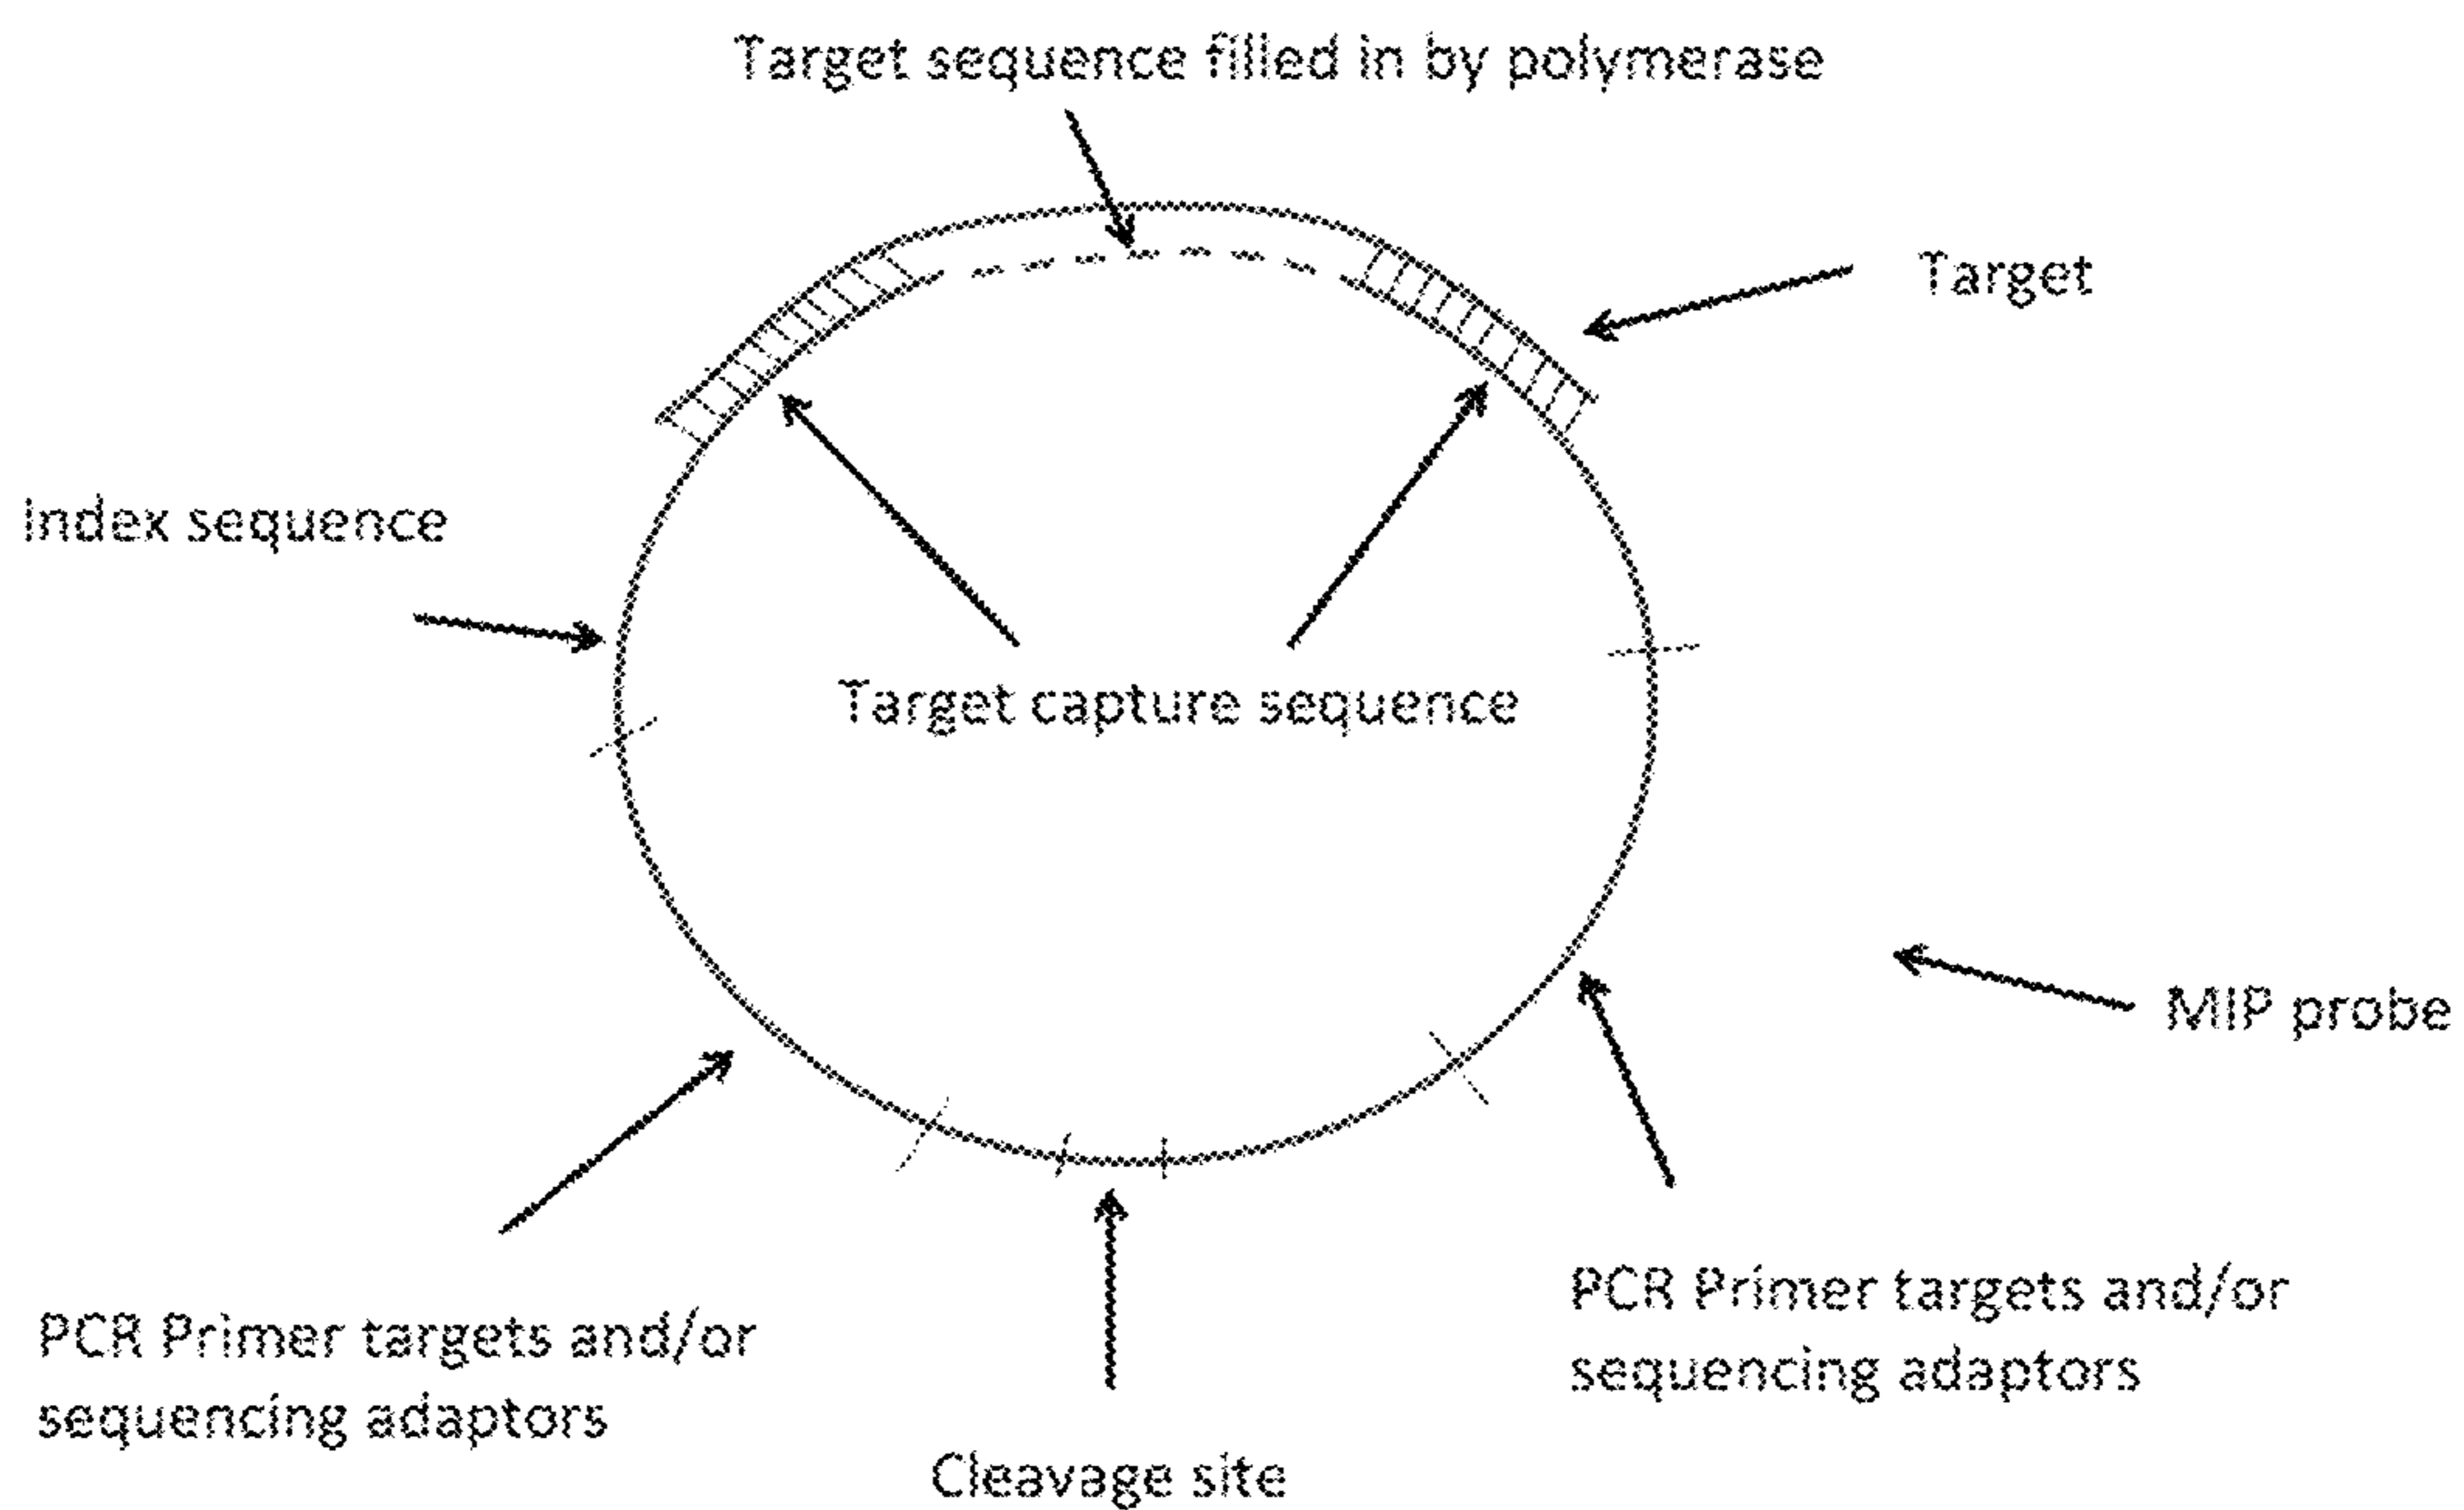 Target sequence filled in by polymerase
Target
Index sequence
Target capture sequence
MIP probe
PCR Primer targets and/or
sequencing adaptors
PCR Primer targets and/or
sequencing adaptors
Cleavage site